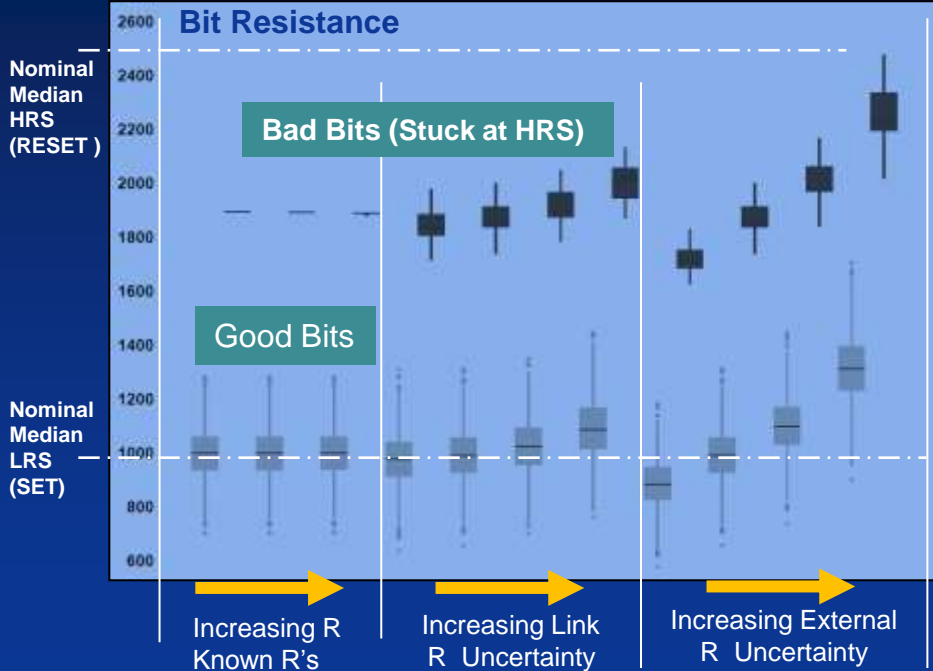 Bit Resistance
2600
2400
2200
2000
1800
1600
1400
1200
1000
800
600
Nominal
Median
HRS
(RESET )
Nominal
Median
LRS
(SET)
Bad Bits (Stuck at HRS)
Good Bits
Increasing R
Known R's
Increasing Link
R Uncertainty
Increasing External
R Uncertainty